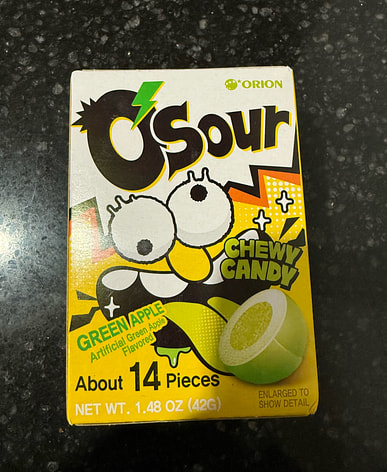 ORION
O'Sour
CHEWY
CANDY
GREEN APPLE
Artificial Green Apple
Flavored
About 14 Pieces
NET WT. 1.48 OZ (42G)
ENLARGED TO
SHOW DETAIL